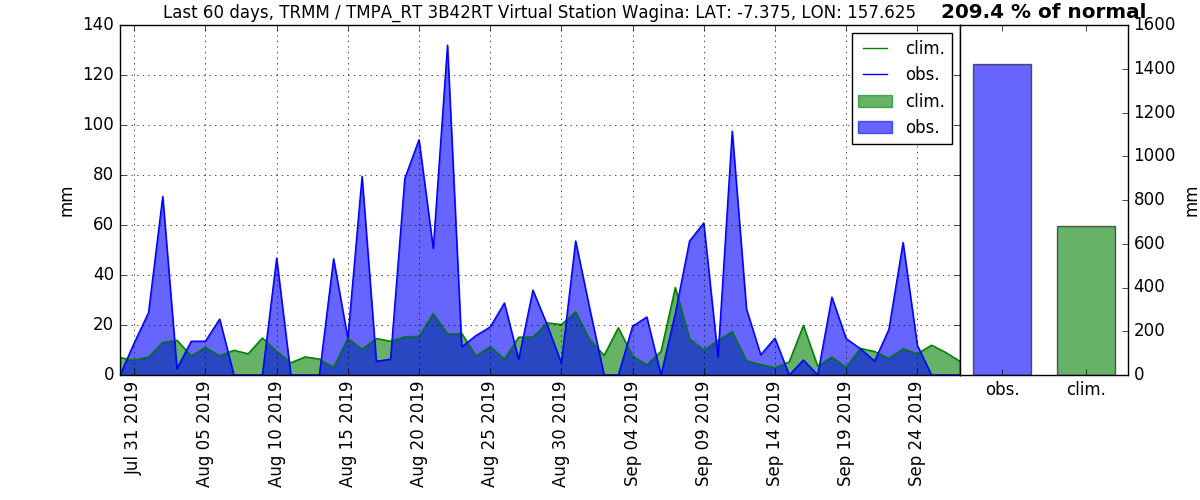 Last 60 days, TRMM / TMPA_RT 3B42RT Virtual Station Wagina: LAT: -7.375, LON: 157.625
209.4 % of normal
140
120
100
80
60
40
20
0
mm
clim.
obs.
clim.
obs.
Jul 31 2019
Aug 05 2019
Aug 10 2019
Aug 15 2019
Aug 20 2019
Aug 25 2019
Aug 30 2019
Sep 04 2019
Sep 09 2019
Sep 14 2019
Sep 19 2019
Sep 24 2019
1600
1400
1200
1000
800
600
400
200
0
mm
obs.
clim.